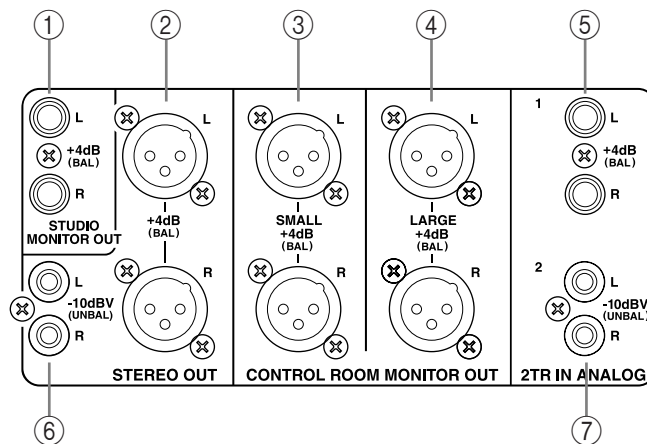 ① ② ③ ④ ⑤
L
+4dB
(BAL)
R
STUDIO
MONITOR OUT
L
-10dBV
(UNBAL)
R
L
+4dB
(BAL)
R
STEREO OUT
L
SMALL
+4dB
(BAL)
R
L
LARGE
+4dB
(BAL)
R
CONTROL ROOM MONITOR OUT
1
L
+4dB
(BAL)
R
2
L
-10dBV
(UNBAL)
R
2TR IN ANALOG
⑥ ⑦